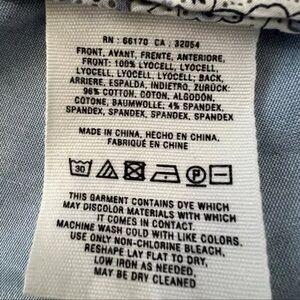 RN : 66170 CA : 32054
FRONT, AVANT, FRENTE, ANTERIORE,
FRONT: 100% LYOCELL, LYOCELL,
LYOCELL, LYOCELL, LYOCELL; BACK,
ARRIERE, ESPALDA, INDIETRO, ZURÜCK:
96% COTTON, COTON, ALGODÓN,
COTONE, BAUMWOLLE; 4% SPANDEX,
SPANDEX, SPANDEX, SPANDEX, SPANDEX
MADE IN CHINA, HECHO EN CHINA,
FABRIQUÉ EN CHINE
30
P
THIS GARMENT CONTAINS DYE WHICH
MAY DISCOLOR MATERIALS WITH WHICH
IT COMES IN CONTACT.
MACHINE WASH COLD WITH LIKE COLORS.
USE ONLY NON-CHLORINE BLEACH,
RESHAPE LAY FLAT TO DRY,
LOW IRON AS NEEDED,
MAY BE DRY CLEANED